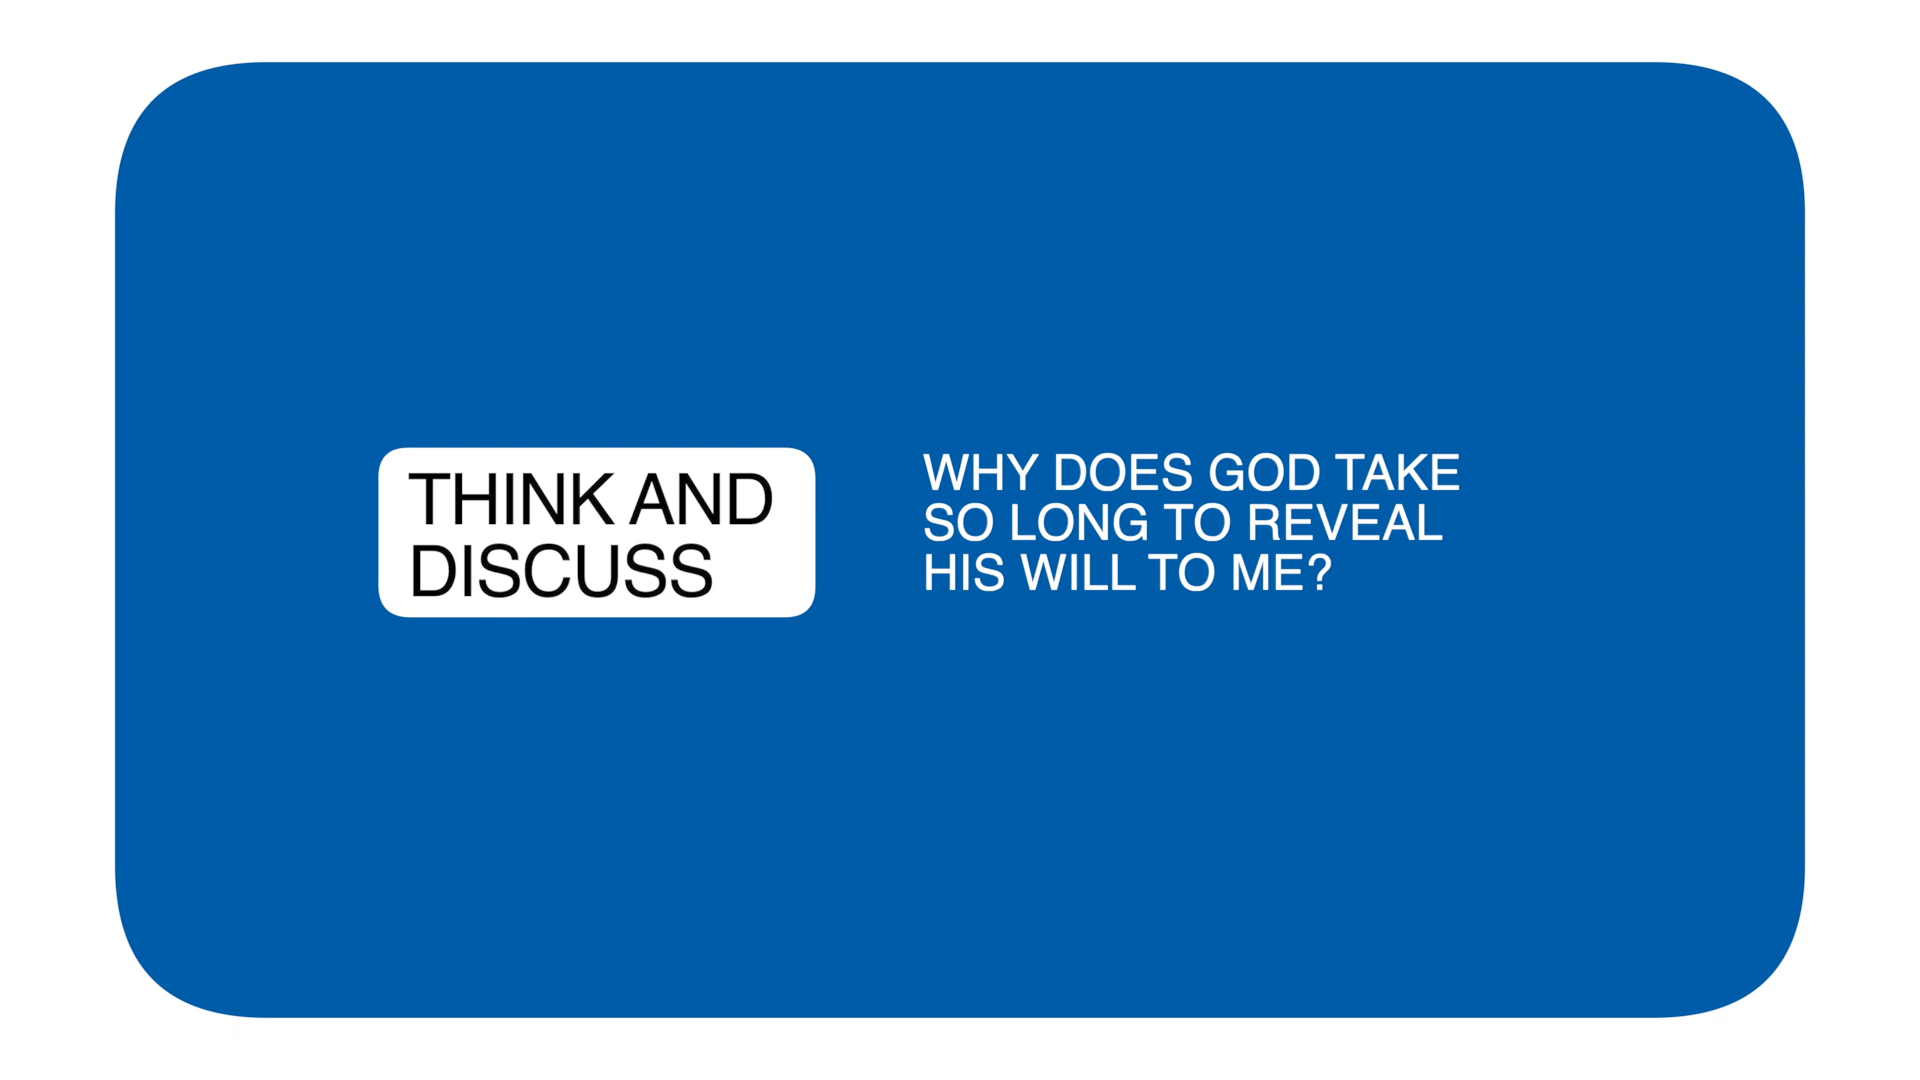 THINK AND
DISCUSS
WHY DOES GOD TAKE
SO LONG TO REVEAL
HIS WILL TO ME?